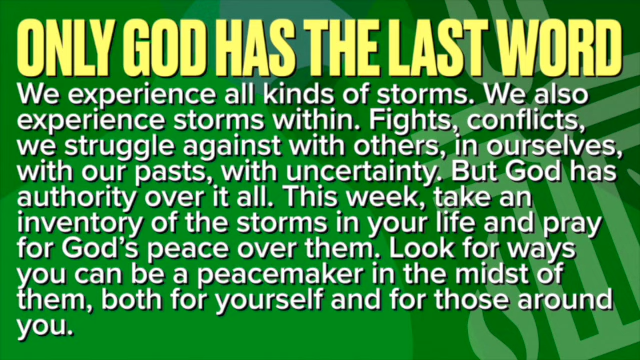 ONLY GOD HAS THE LAST WORD
We experience all kinds of storms. We also
experience storms within. Fights, conflicts,
we struggle against with others, in ourselves,
with our pasts, with uncertainty. But God has
authority over it all. This week, take an
inventory of the storms in your life and pray
for God’s peace over them. Look for ways
you can be a peacemaker in the midst of
them, both for yourself and for those around
you.